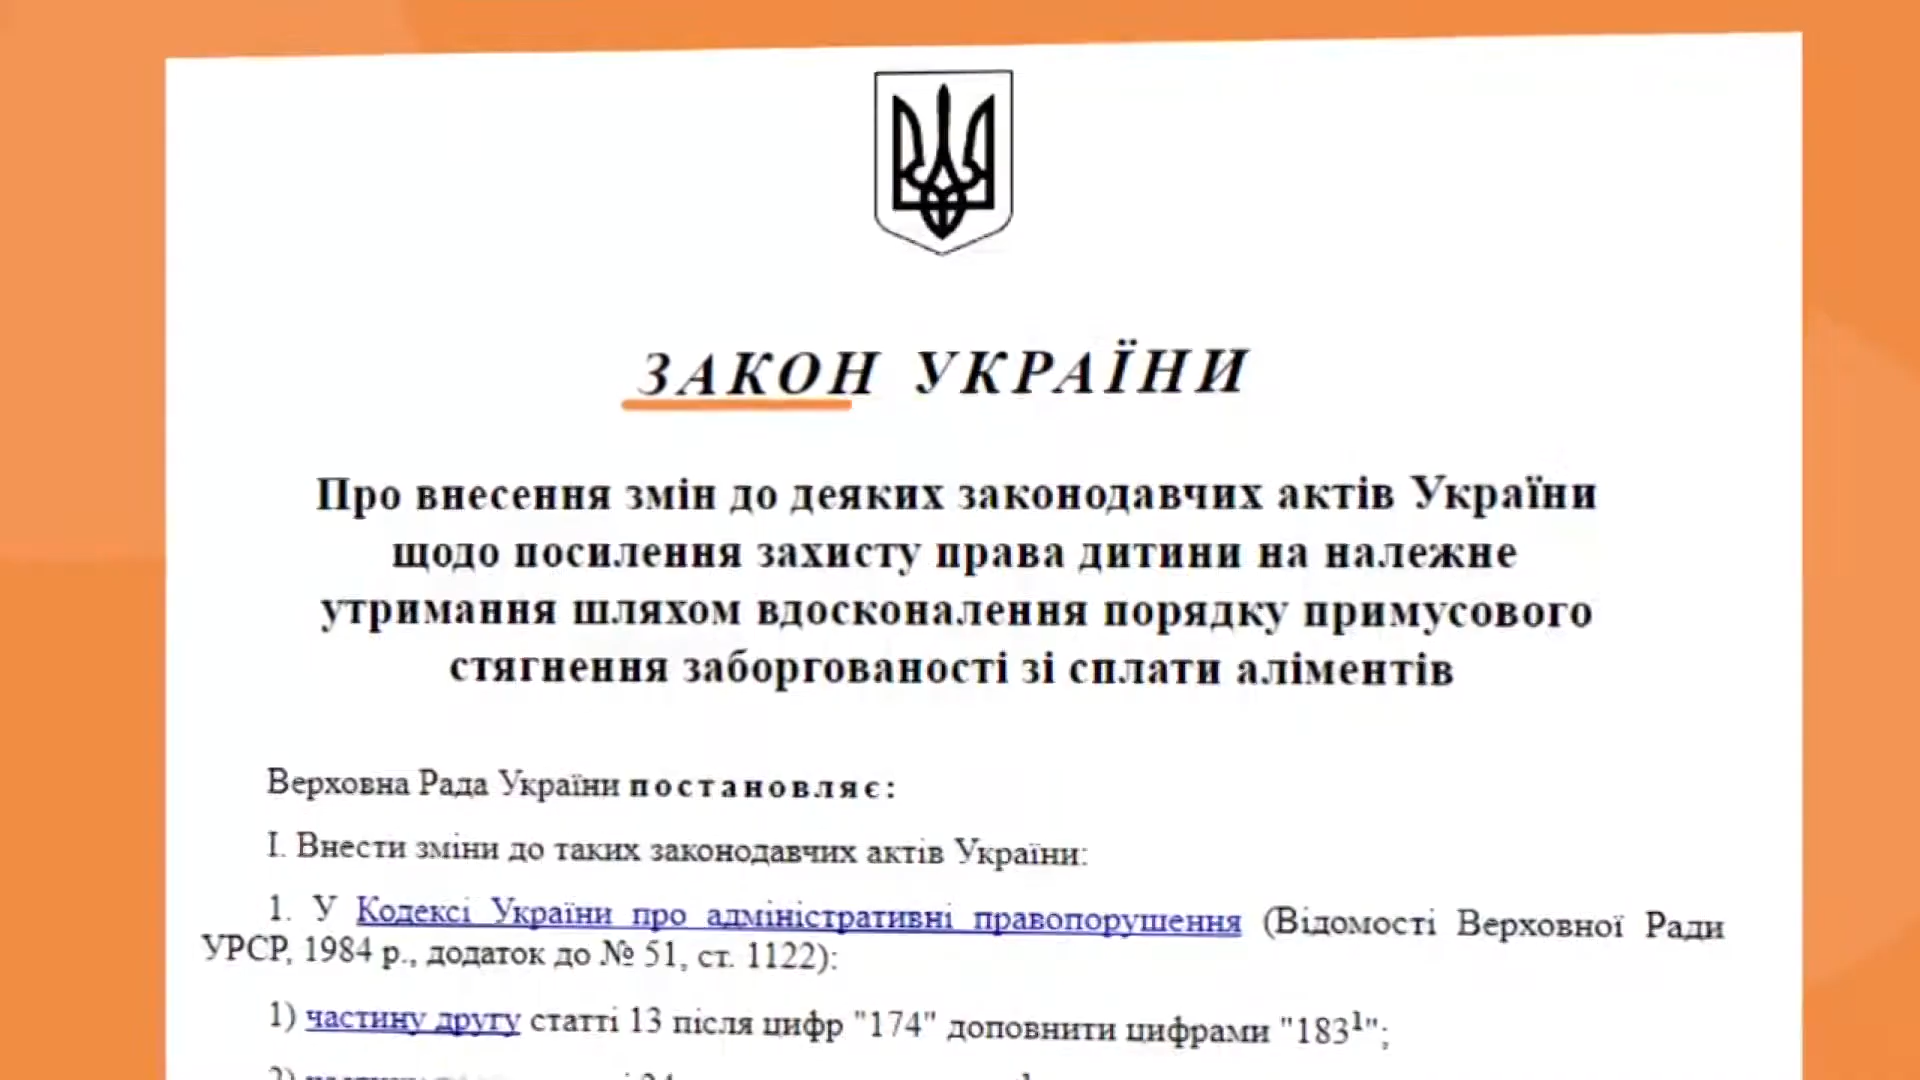 ЗАКОН УКРАЇНИ
Про внесення змін до деяких законодавчих актів України
щодо посилення захисту права дитини на належне
утримання шляхом вдосконалення порядку примусового
стягнення заборгованості зі сплати аліментів
Верховна Рада України постановляє:
I. Внести зміни до таких законодавчих актів України:
1. У Кодексі України про адміністративні правопорушення (Відомості Верховної Ради
УРСР, 1984 р., додаток до № 51, ст. 1122):
1) частину другу статті 13 після цифр "174" доповнити цифрами "183¹";